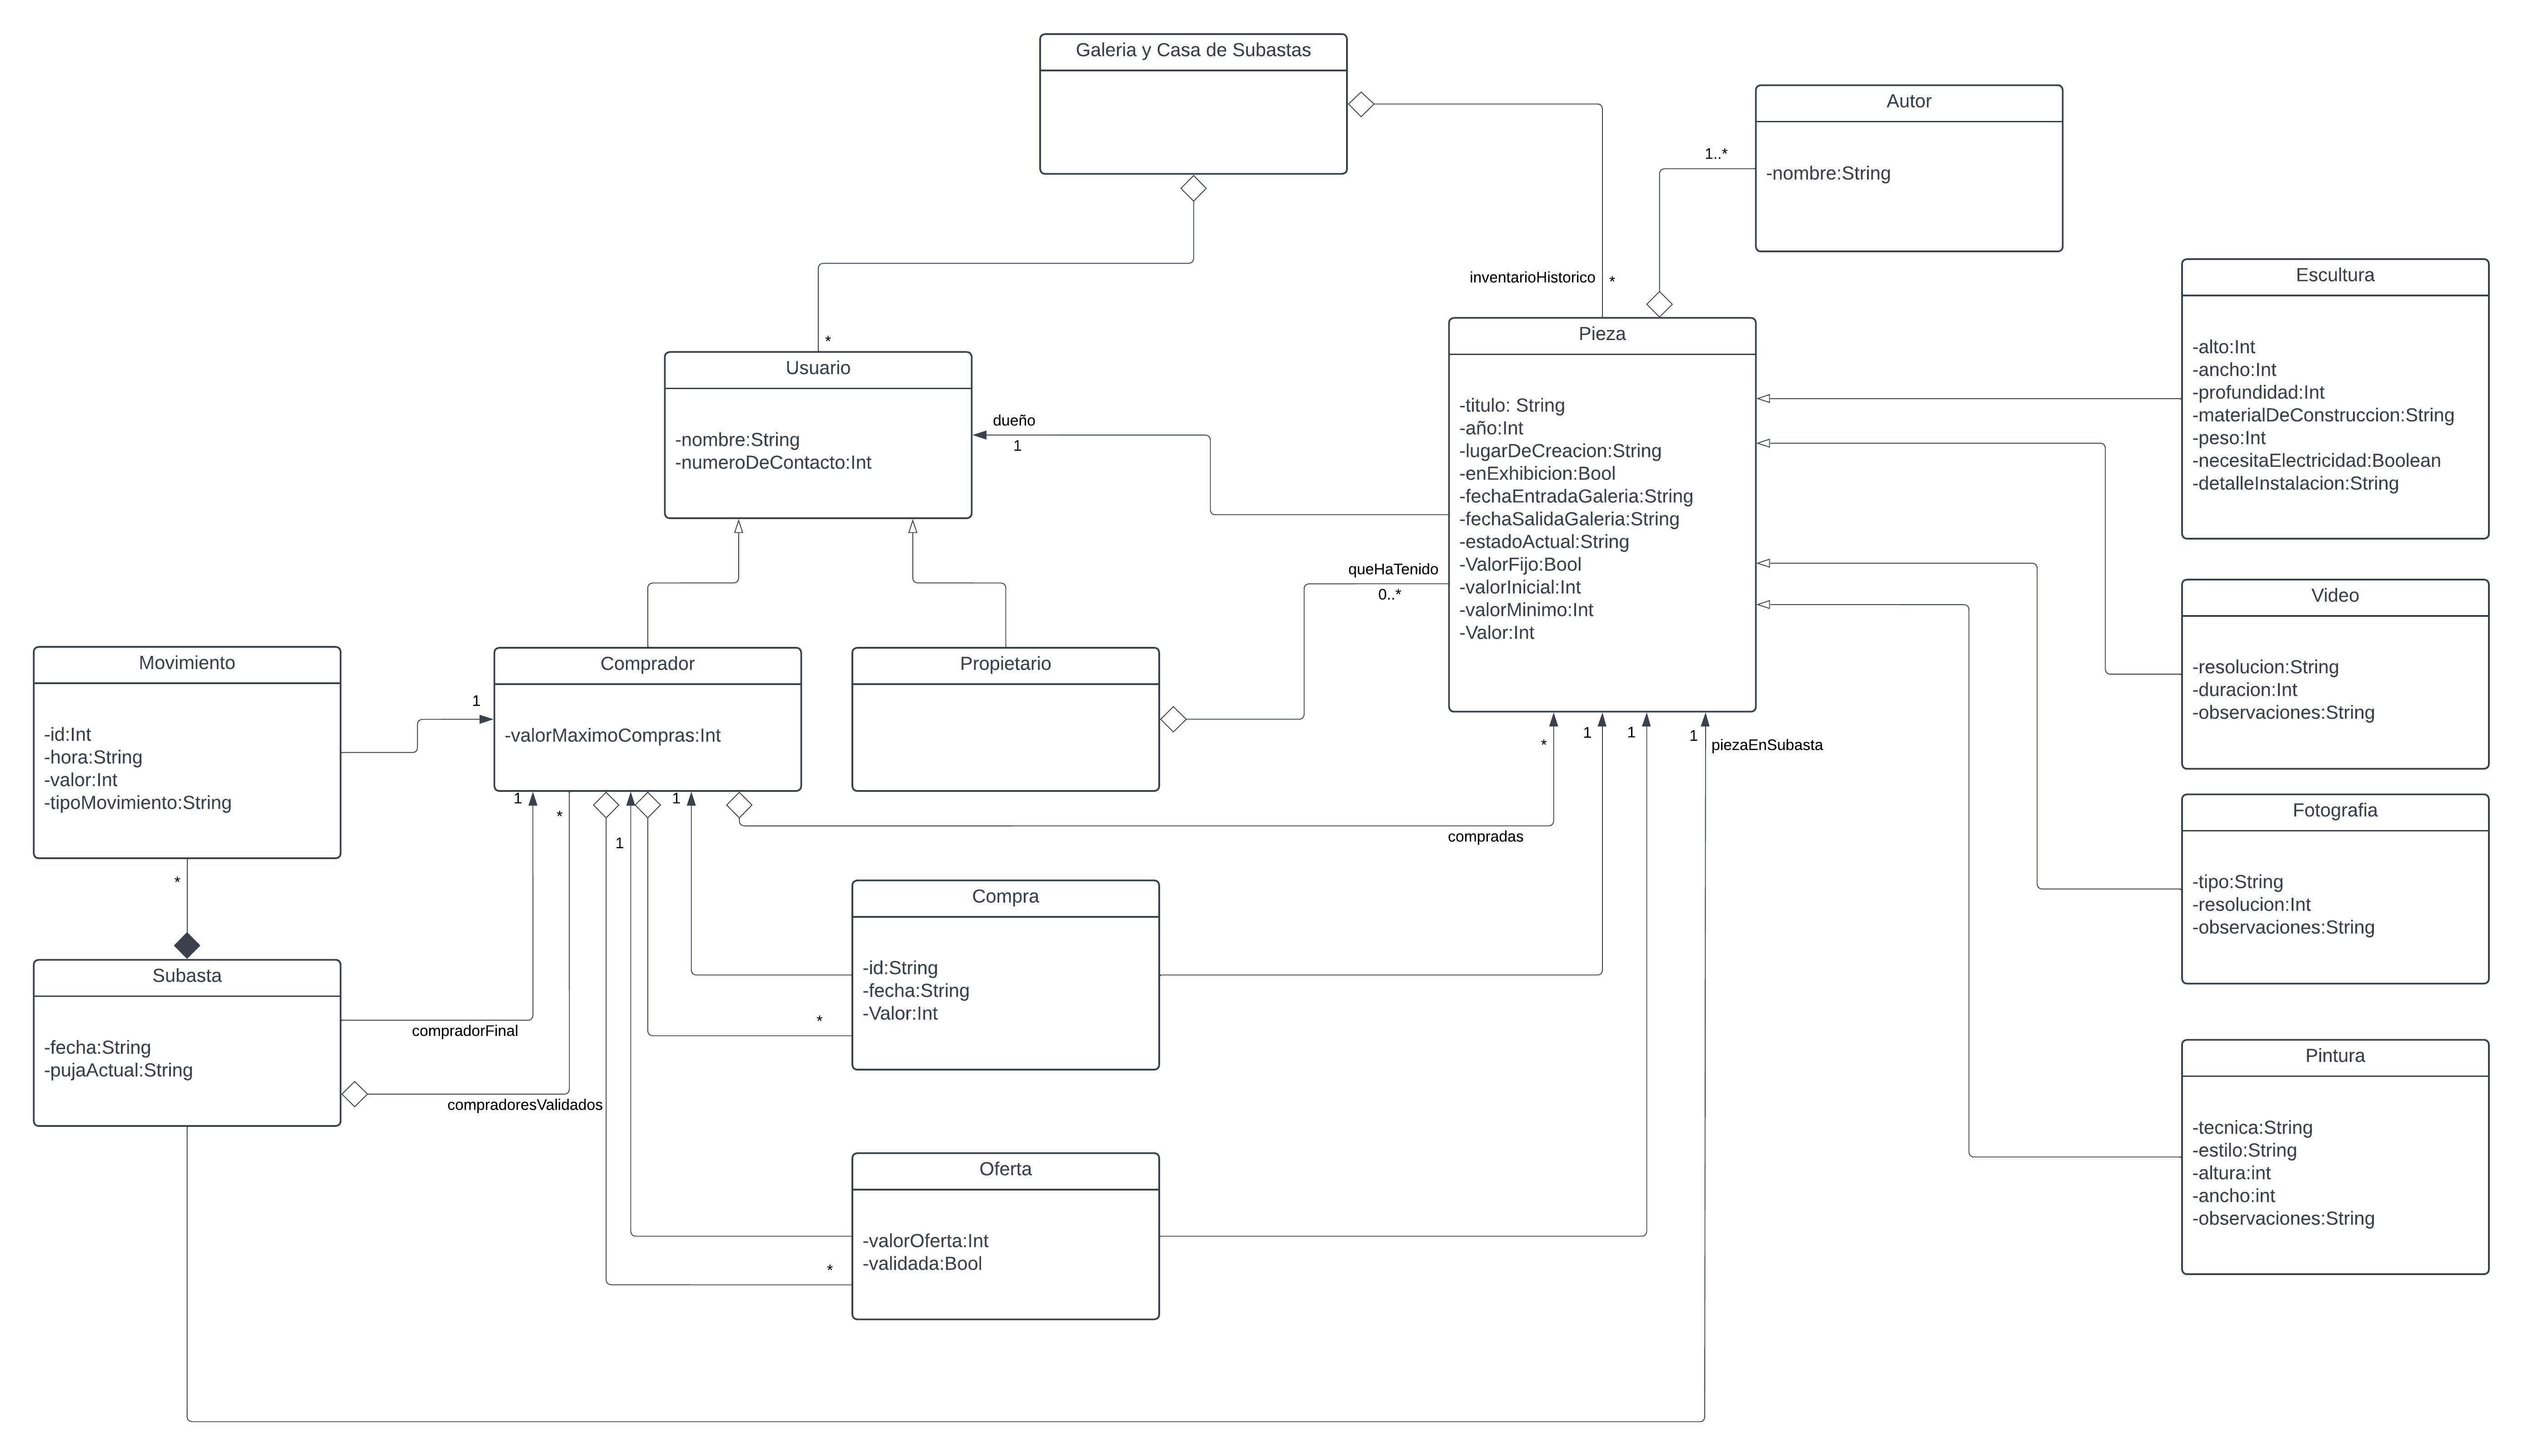 Galeria y Casa de Subastas
Autor
-nombre:String
1..*
inventarioHistorico
*
Usuario
*
-nombre:String
-numeroDeContacto:Int
dueño
1
Pieza
-titulo: String
-año:Int
-lugarDeCreacion:String
-enExhibicion:Bool
-fechaEntradaGaleria:String
-fechaSalidaGaleria:String
-estadoActual:String
-ValorFijo:Bool
-valorInicial:Int
-valorMinimo:Int
-Valor:Int
queHaTenido
0..*
Escultura
-alto:Int
-ancho:Int
-profundidad:Int
-materialDeConstruccion:String
-peso:Int
-necesitaElectricidad:Boolean
-detalleInstalacion:String
Video
-resolucion:String
-duracion:Int
-observaciones:String
Movimiento
-id:Int
-hora:String
-valor:Int
-tipoMovimiento:String
1
Comprador
-valorMaximoCompras:Int
Propietario
*
1
1
1
piezaEnSubasta
1
*
1
1
compradas
Fotografia
-tipo:String
-resolucion:Int
-observaciones:String
*
Subasta
-fecha:String
-pujaActual:String
compradorFinal
compradoresValidados
Compra
-id:String
-fecha:String
-Valor:Int
*
Oferta
-valorOferta:Int
-validada:Bool
*
Pintura
-tecnica:String
-estilo:String
-altura:int
-ancho:int
-observaciones:String